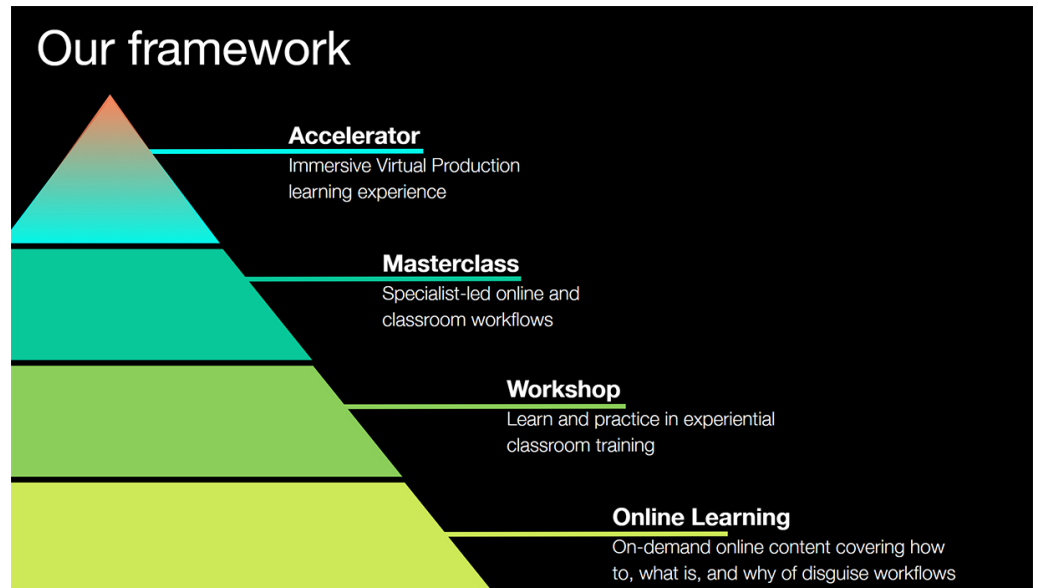 Our framework
Accelerator
Immersive Virtual Production
learning experience
Masterclass
Specialist-led online and
classroom workflows
Workshop
Learn and practice in experiential
classroom training
Online Learning
On-demand online content covering how
to, what is, and why of disguise workflows